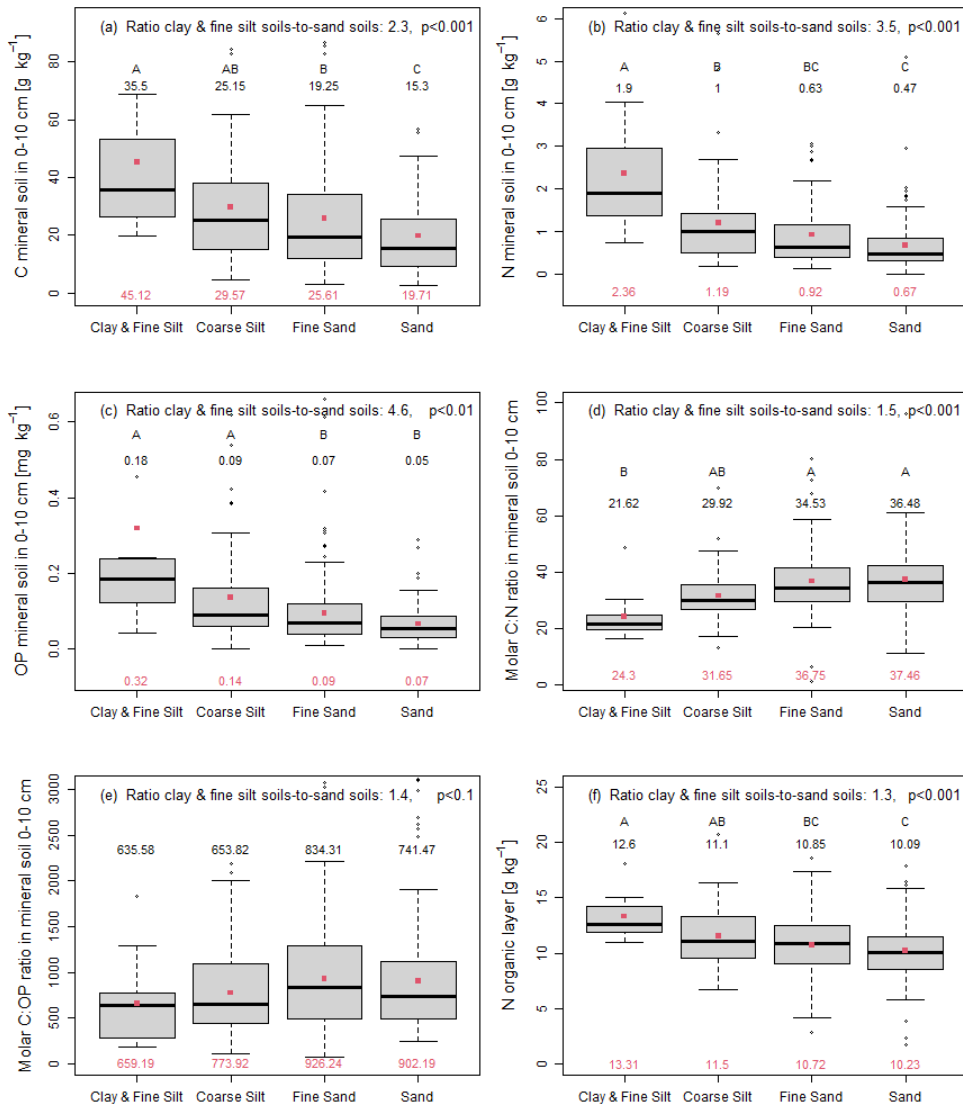 (a) Ratio clay & fine silt soils-to-sand soils: 2.3, p<0.001
A AB B C
35.5 25.15 19.25 15.3
C mineral soil in 0-10 cm [g kg⁻¹]
80
60
40
20
0
45.12 29.57 25.61 19.71
Clay & Fine Silt Coarse Silt Fine Sand Sand
(b) Ratio clay & fine silt soils-to-sand soils: 3.5, p<0.001
A B BC C
1.9 1 0.63 0.47
N mineral soil in 0-10 cm [g kg⁻¹]
6
5
4
3
2
1
0
2.36 1.19 0.92 0.67
Clay & Fine Silt Coarse Silt Fine Sand Sand
(c) Ratio clay & fine silt soils-to-sand soils: 4.6, p<0.01
A A B B
0.18 0.09 0.07 0.05
OP mineral soil in 0-10 cm [mg kg⁻¹]
0.6
0.4
0.2
0.0
0.32 0.14 0.09 0.07
Clay & Fine Silt Coarse Silt Fine Sand Sand
(d) Ratio clay & fine silt soils-to-sand soils: 1.5, p<0.001
B AB A A
21.62 29.92 34.53 36.48
Molar C:N ratio in mineral soil 0-10 cm
100
80
60
40
20
0
24.3 31.65 36.75 37.46
Clay & Fine Silt Coarse Silt Fine Sand Sand
(e) Ratio clay & fine silt soils-to-sand soils: 1.4, p<0.1
635.58 653.82 834.31 741.47
Molar C:OP ratio in mineral soil 0-10 cm
3000
2500
2000
1500
1000
500
0
659.19 773.92 926.24 902.19
Clay & Fine Silt Coarse Silt Fine Sand Sand
(f) Ratio clay & fine silt soils-to-sand soils: 1.3, p<0.001
A AB BC C
12.6 11.1 10.85 10.09
N organic layer [g kg⁻¹]
25
20
15
10
5
0
13.31 11.5 10.72 10.23
Clay & Fine Silt Coarse Silt Fine Sand Sand